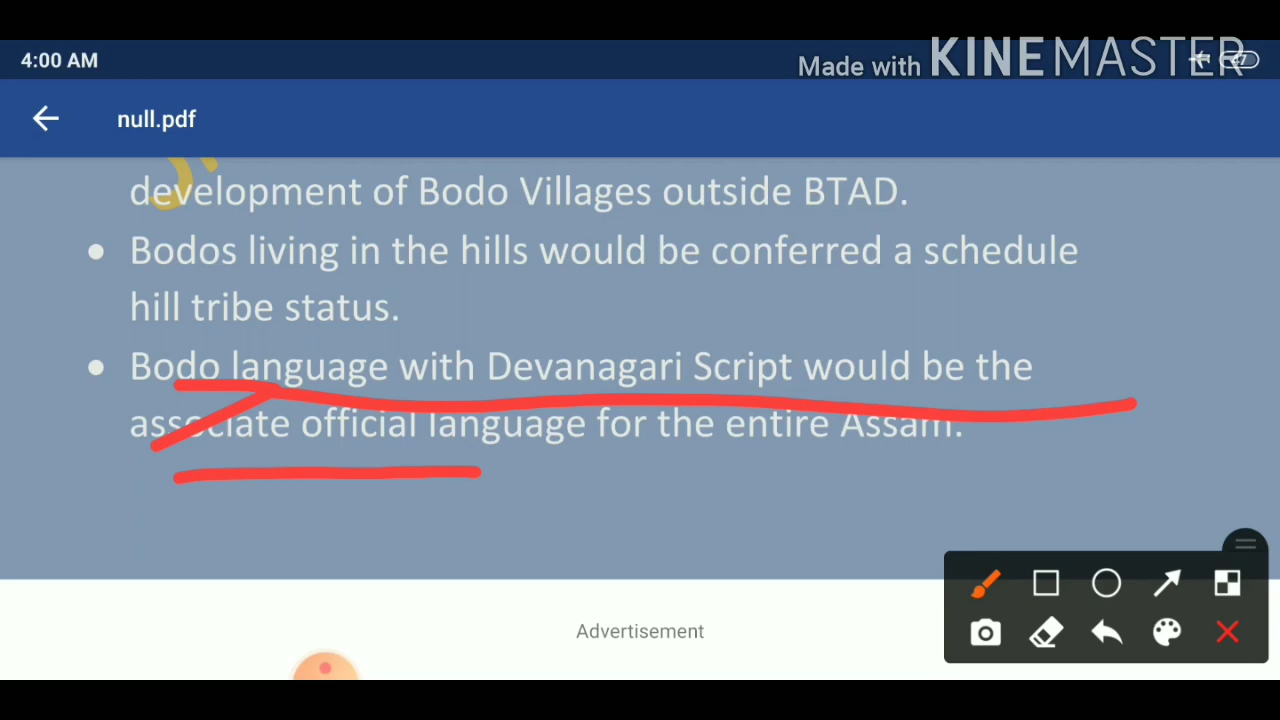 Made with KINEMASTER
4:00 AM
null.pdf
development of Bodo Villages outside BTAD.
• Bodos living in the hills would be conferred a schedule
hill tribe status.
• Bodo language with Devanagari Script would be the
associate official language for the entire Assam.
Advertisement